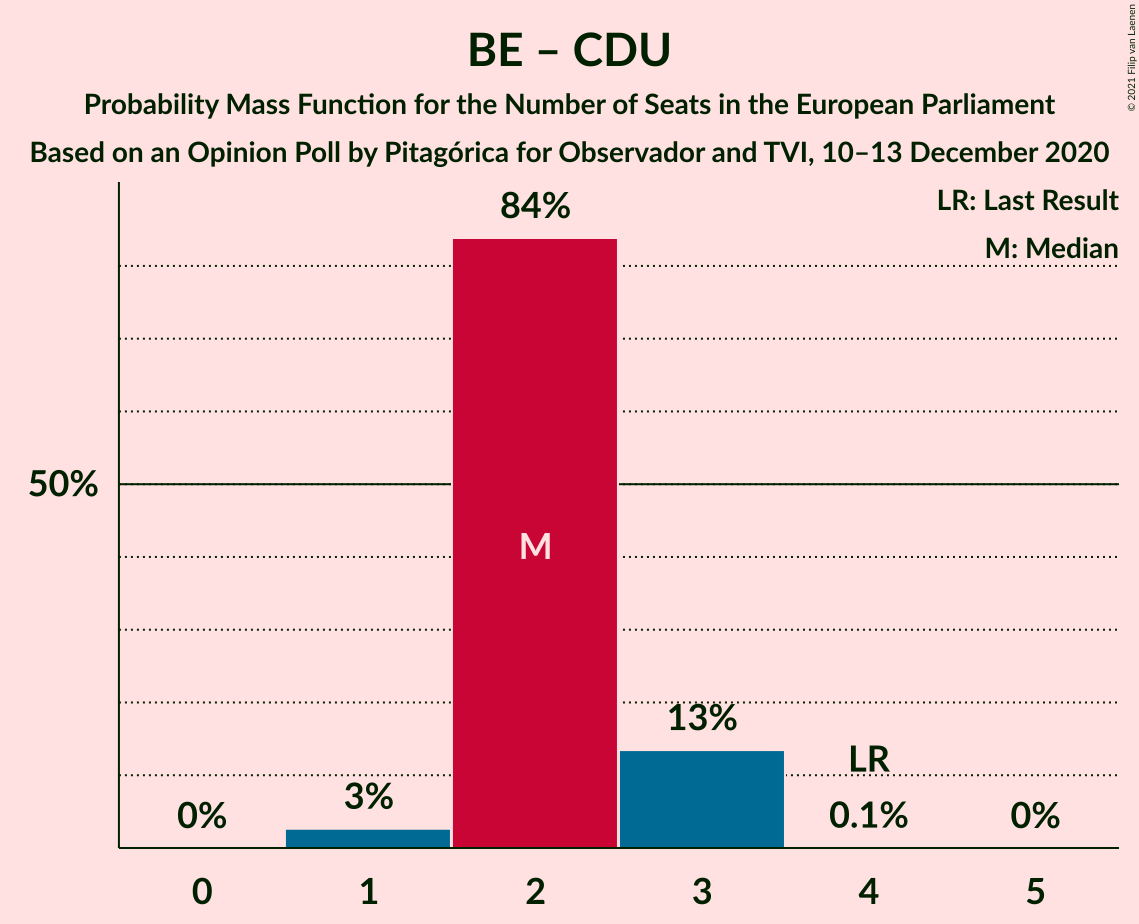 BE – CDU
Probability Mass Function for the Number of Seats in the European Parliament
Based on an Opinion Poll by Pitagórica for Observador and TVI, 10–13 December 2020
© 2021 Filip van Laenen
LR: Last Result
M: Median
84%
50%
M
13%
LR
3%
0%
0.1%
0%
0 1 2 3 4 5